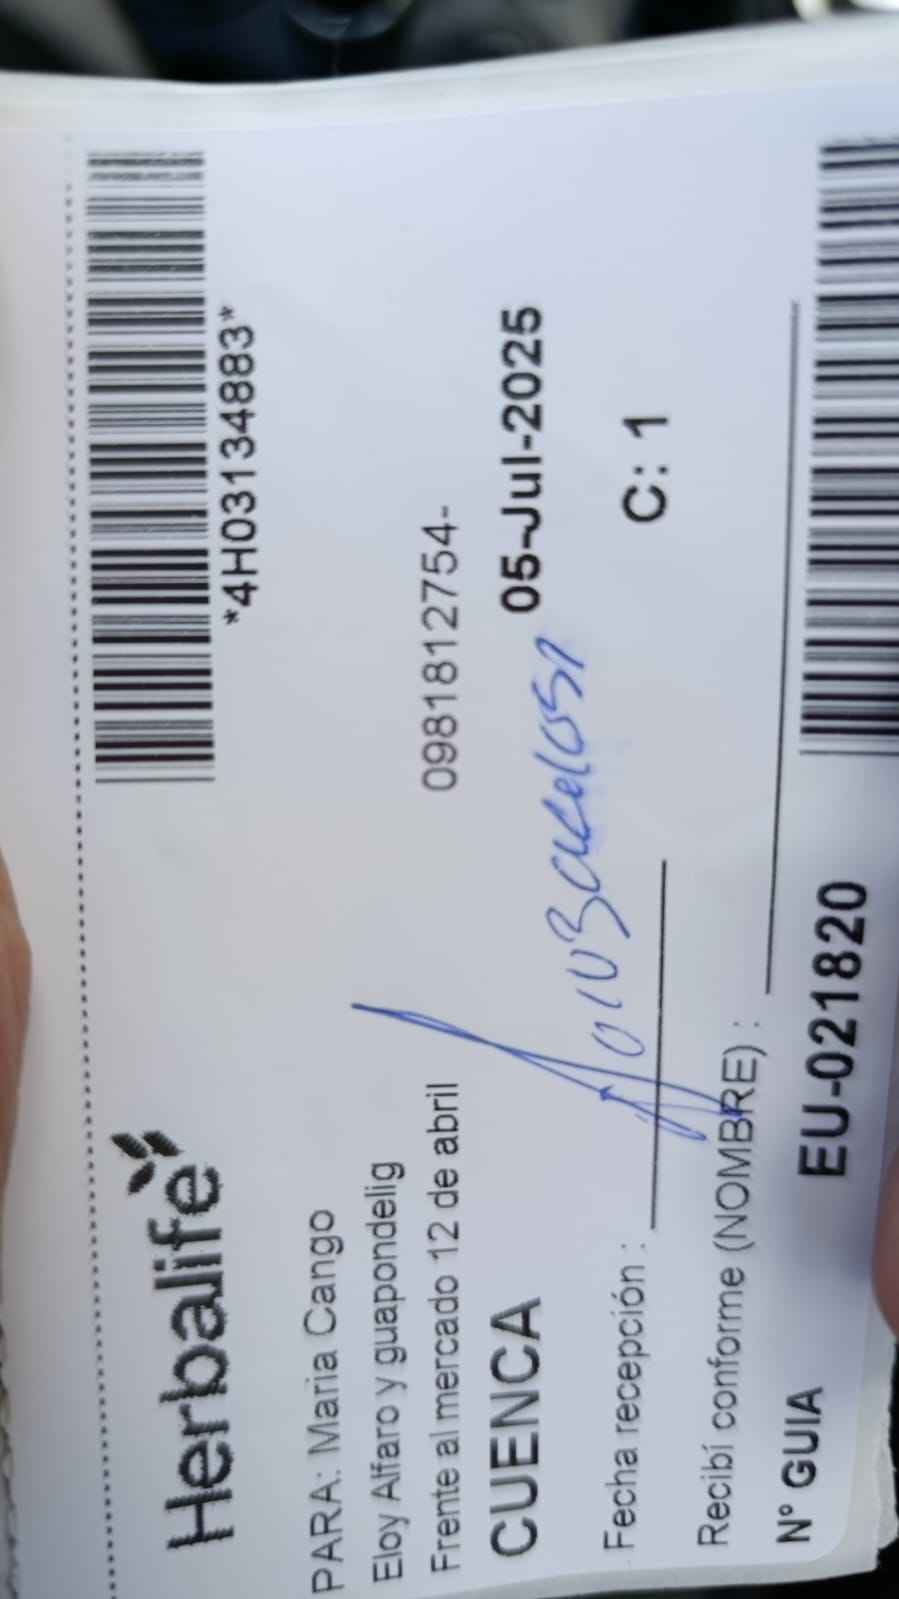 *4H03134883*
Herbalife
PARA: Maria Cango
Eloy Alfaro y guapondelig
Frente al mercado 12 de abril 0981812754-
CUENCA 05-Jul-2025
Fecha recepción :
C: 1
Recibí conforme (NOMBRE) :
Nº GUIA EU-021820